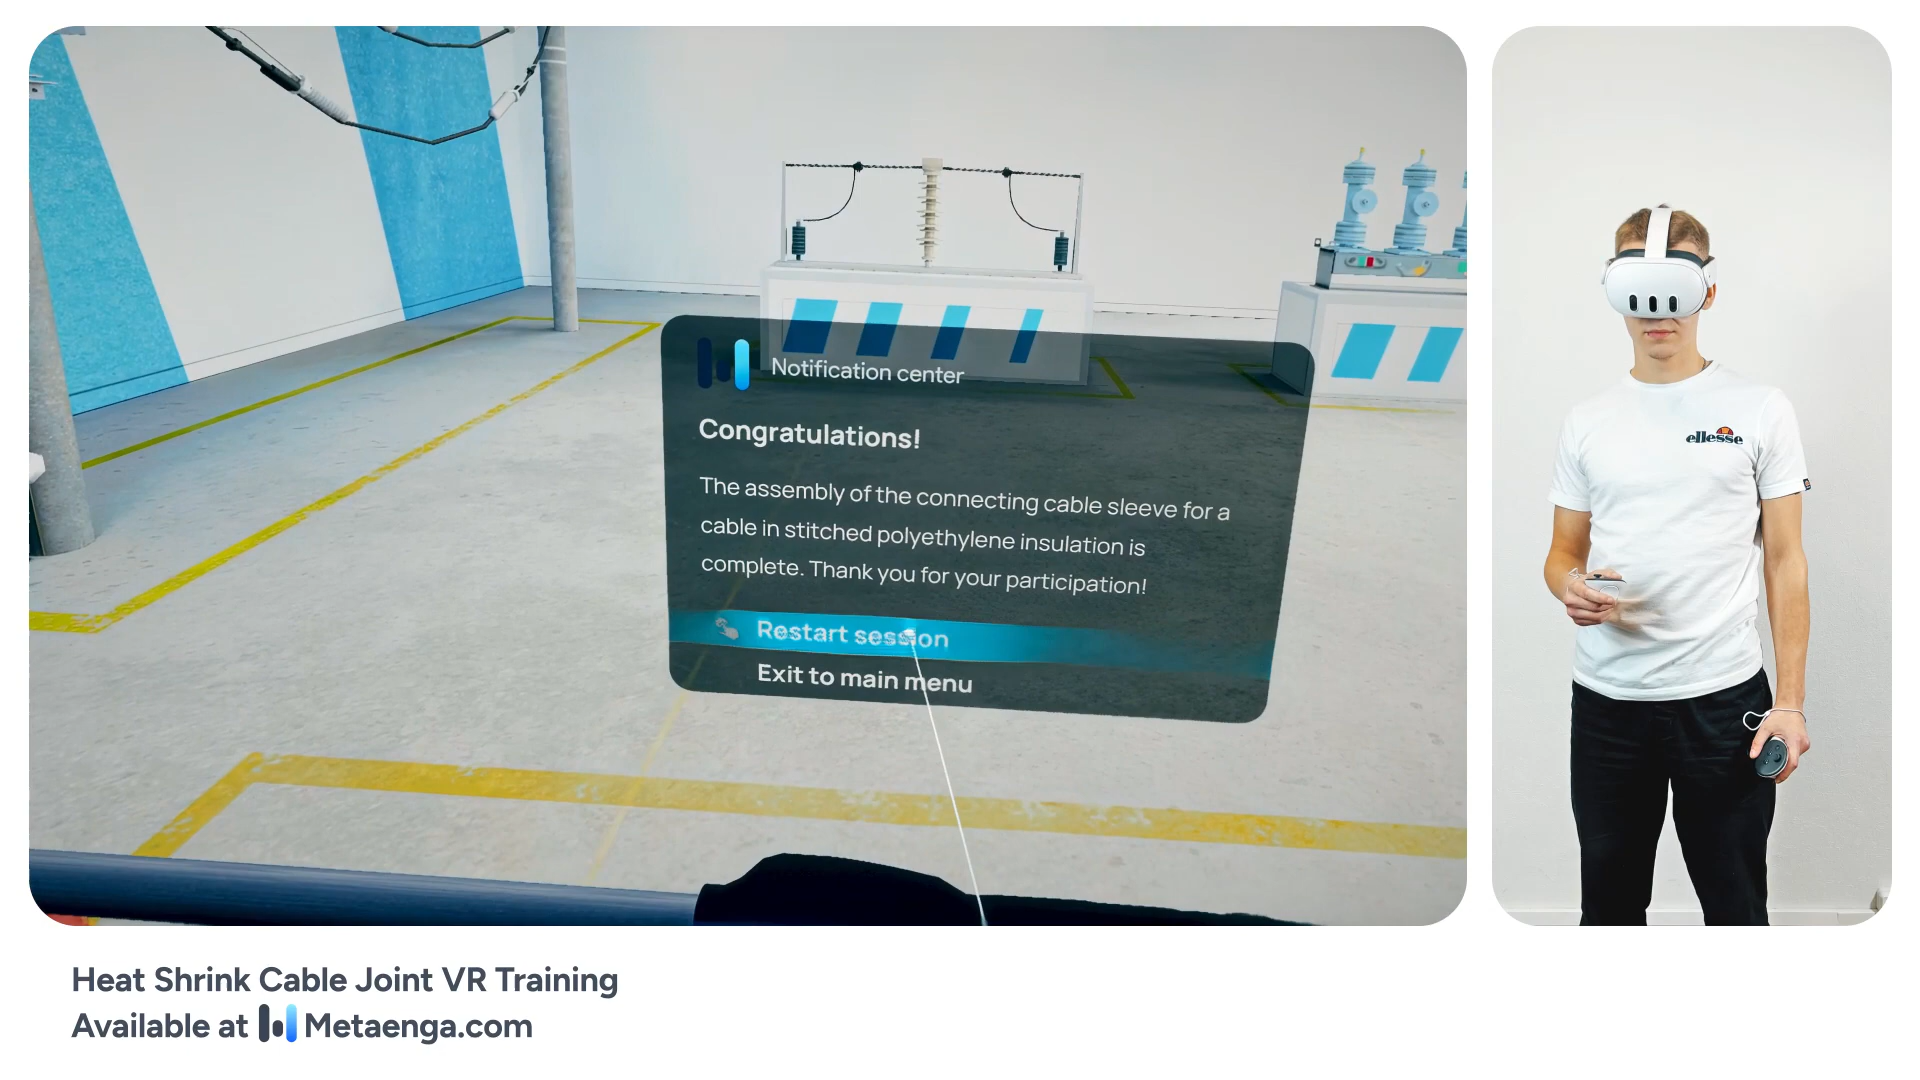 Notification center
Congratulations!
The assembly of the connecting cable sleeve for a
cable in stitched polyethylene insulation is
complete. Thank you for your participation!
Restart session
Exit to main menu
ellesse
Heat Shrink Cable Joint VR Training
Available at Metaenga.com